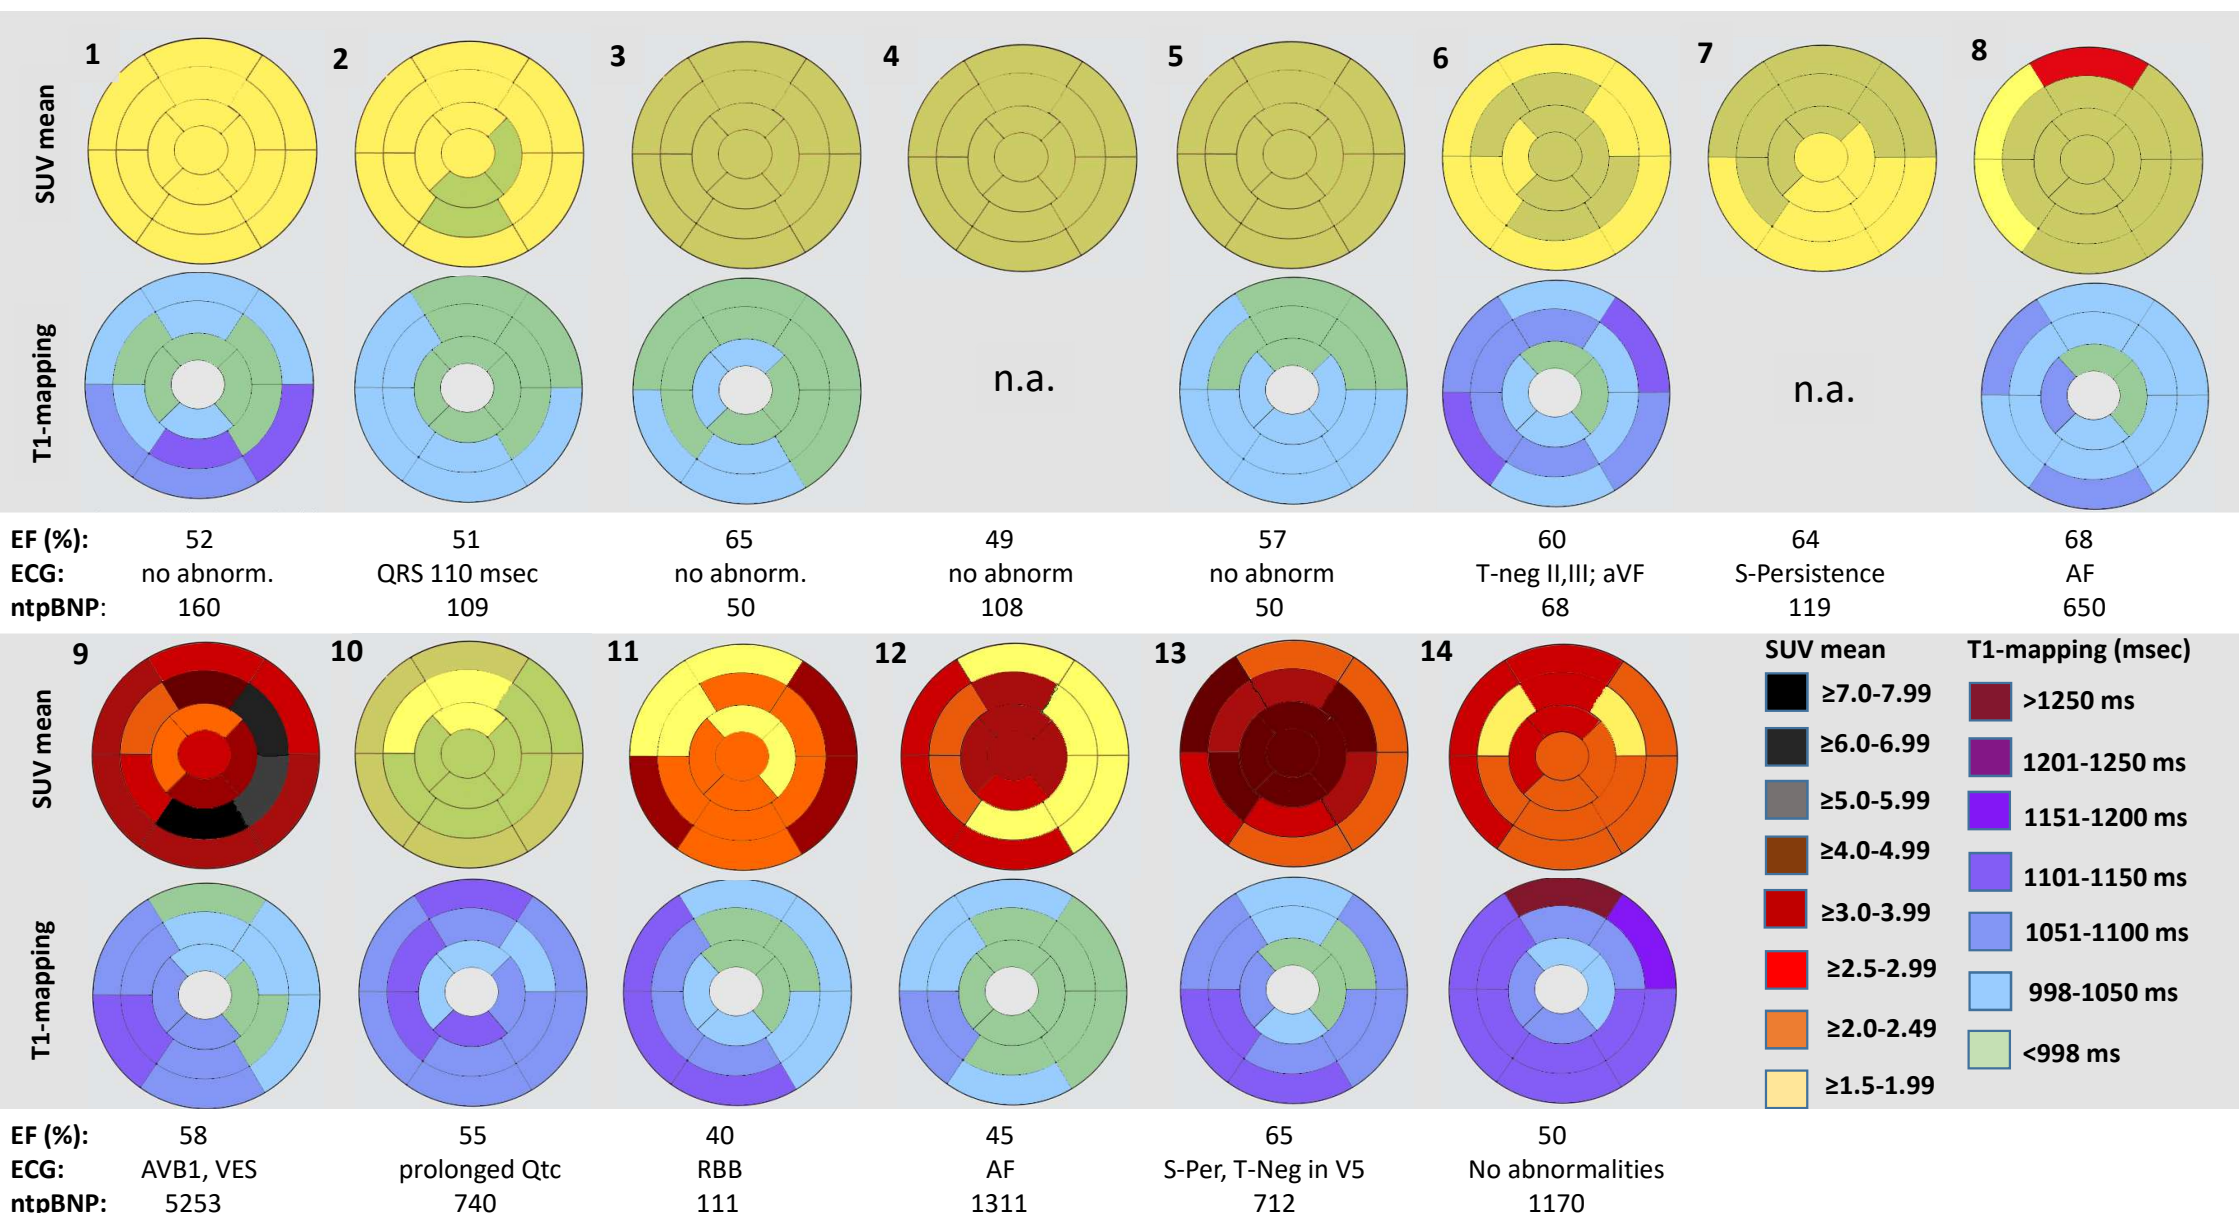 1 2 3 4 5 6 7 8
SUV mean
T1-mapping
n.a. n.a.
EF (%): 52 51 65 49 57 60 64 68
ECG: no abnorm. QRS 110 msec no abnorm. no abnorm no abnorm T-neg II,III; aVF S-Persistence AF
ntpBNP: 160 109 50 108 50 68 119 650
9 10 11 12 13 14
SUV mean
T1-mapping
SUV mean
≥7.0-7.99
≥6.0-6.99
≥5.0-5.99
≥4.0-4.99
≥3.0-3.99
≥2.5-2.99
≥2.0-2.49
≥1.5-1.99
T1-mapping (msec)
>1250 ms
1201-1250 ms
1151-1200 ms
1101-1150 ms
1051-1100 ms
998-1050 ms
<998 ms
EF (%): 58 55 40 45 65 50
ECG: AVB1, VES prolonged Qtc RBB AF S-Per, T-Neg in V5 No abnormalities
ntpBNP: 5253 740 111 1311 712 1170